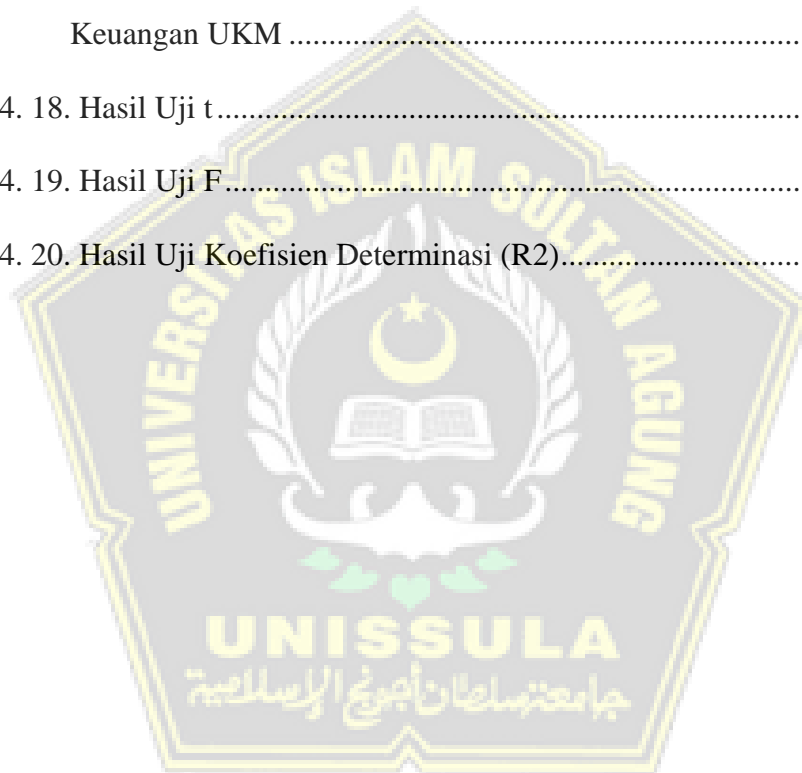 Keuangan UKM ................................................................
4. 18. Hasil Uji t .........................................................................
4. 19. Hasil Uji F.........................................................................
4. 20. Hasil Uji Koefisien Determinasi (R2)..............................
UNIVERSITAS ISLAM SULTAN AGUNG
UNISSULA
جامعة سلطان أجونج الإسلامية